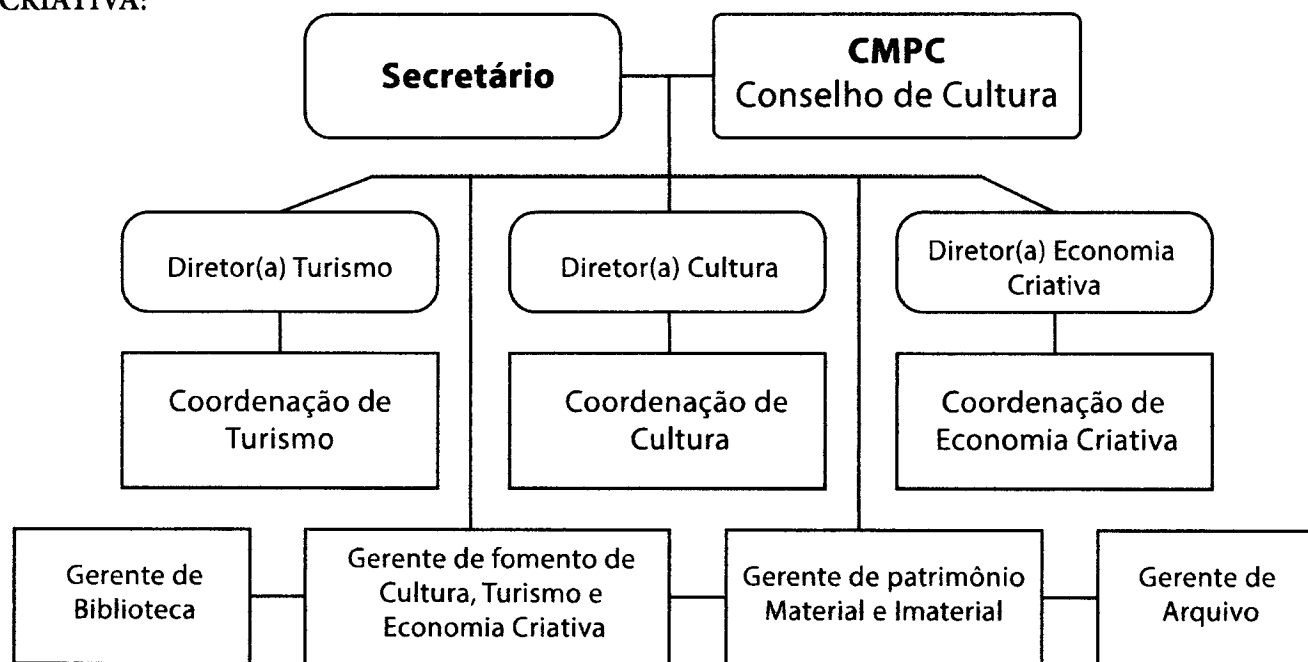 CRIATIVA:
Secretário
CMPC
Conselho de Cultura
Diretor(a) Turismo
Diretor(a) Cultura
Diretor(a) Economia
Criativa
Coordenação de
Turismo
Coordenação de
Cultura
Coordenação de
Economia Criativa
Gerente de
Biblioteca
Gerente de fomento de
Cultura, Turismo e
Economia Criativa
Gerente de patrimônio
Material e Imaterial
Gerente de
Arquivo